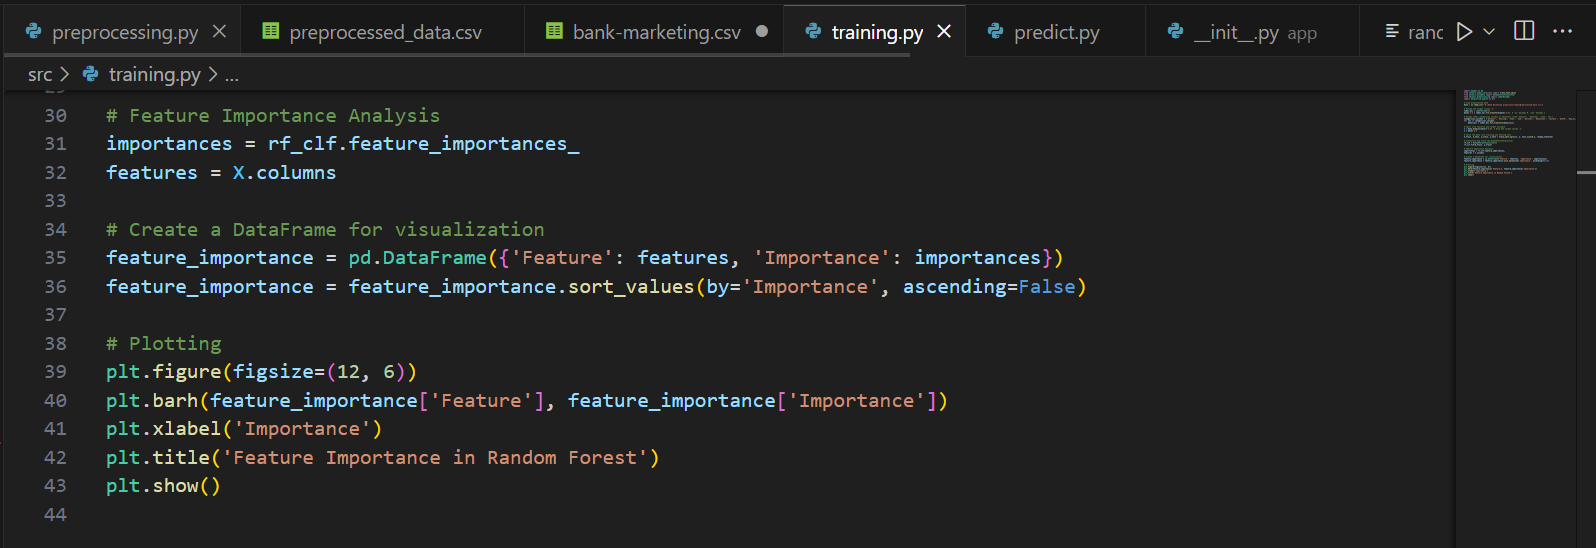 preprocessing.py
preprocessed_data.csv
bank-marketing.csv
training.py
predict.py
__init__.py app
ranc
src > training.py > ...
30 # Feature Importance Analysis
31 importances = rf_clf.feature_importances_
32 features = X.columns
33
34 # Create a DataFrame for visualization
35 feature_importance = pd.DataFrame({'Feature': features, 'Importance': importances})
36 feature_importance = feature_importance.sort_values(by='Importance', ascending=False)
37
38 # Plotting
39 plt.figure(figsize=(12, 6))
40 plt.barh(feature_importance['Feature'], feature_importance['Importance'])
41 plt.xlabel('Importance')
42 plt.title('Feature Importance in Random Forest')
43 plt.show()
44